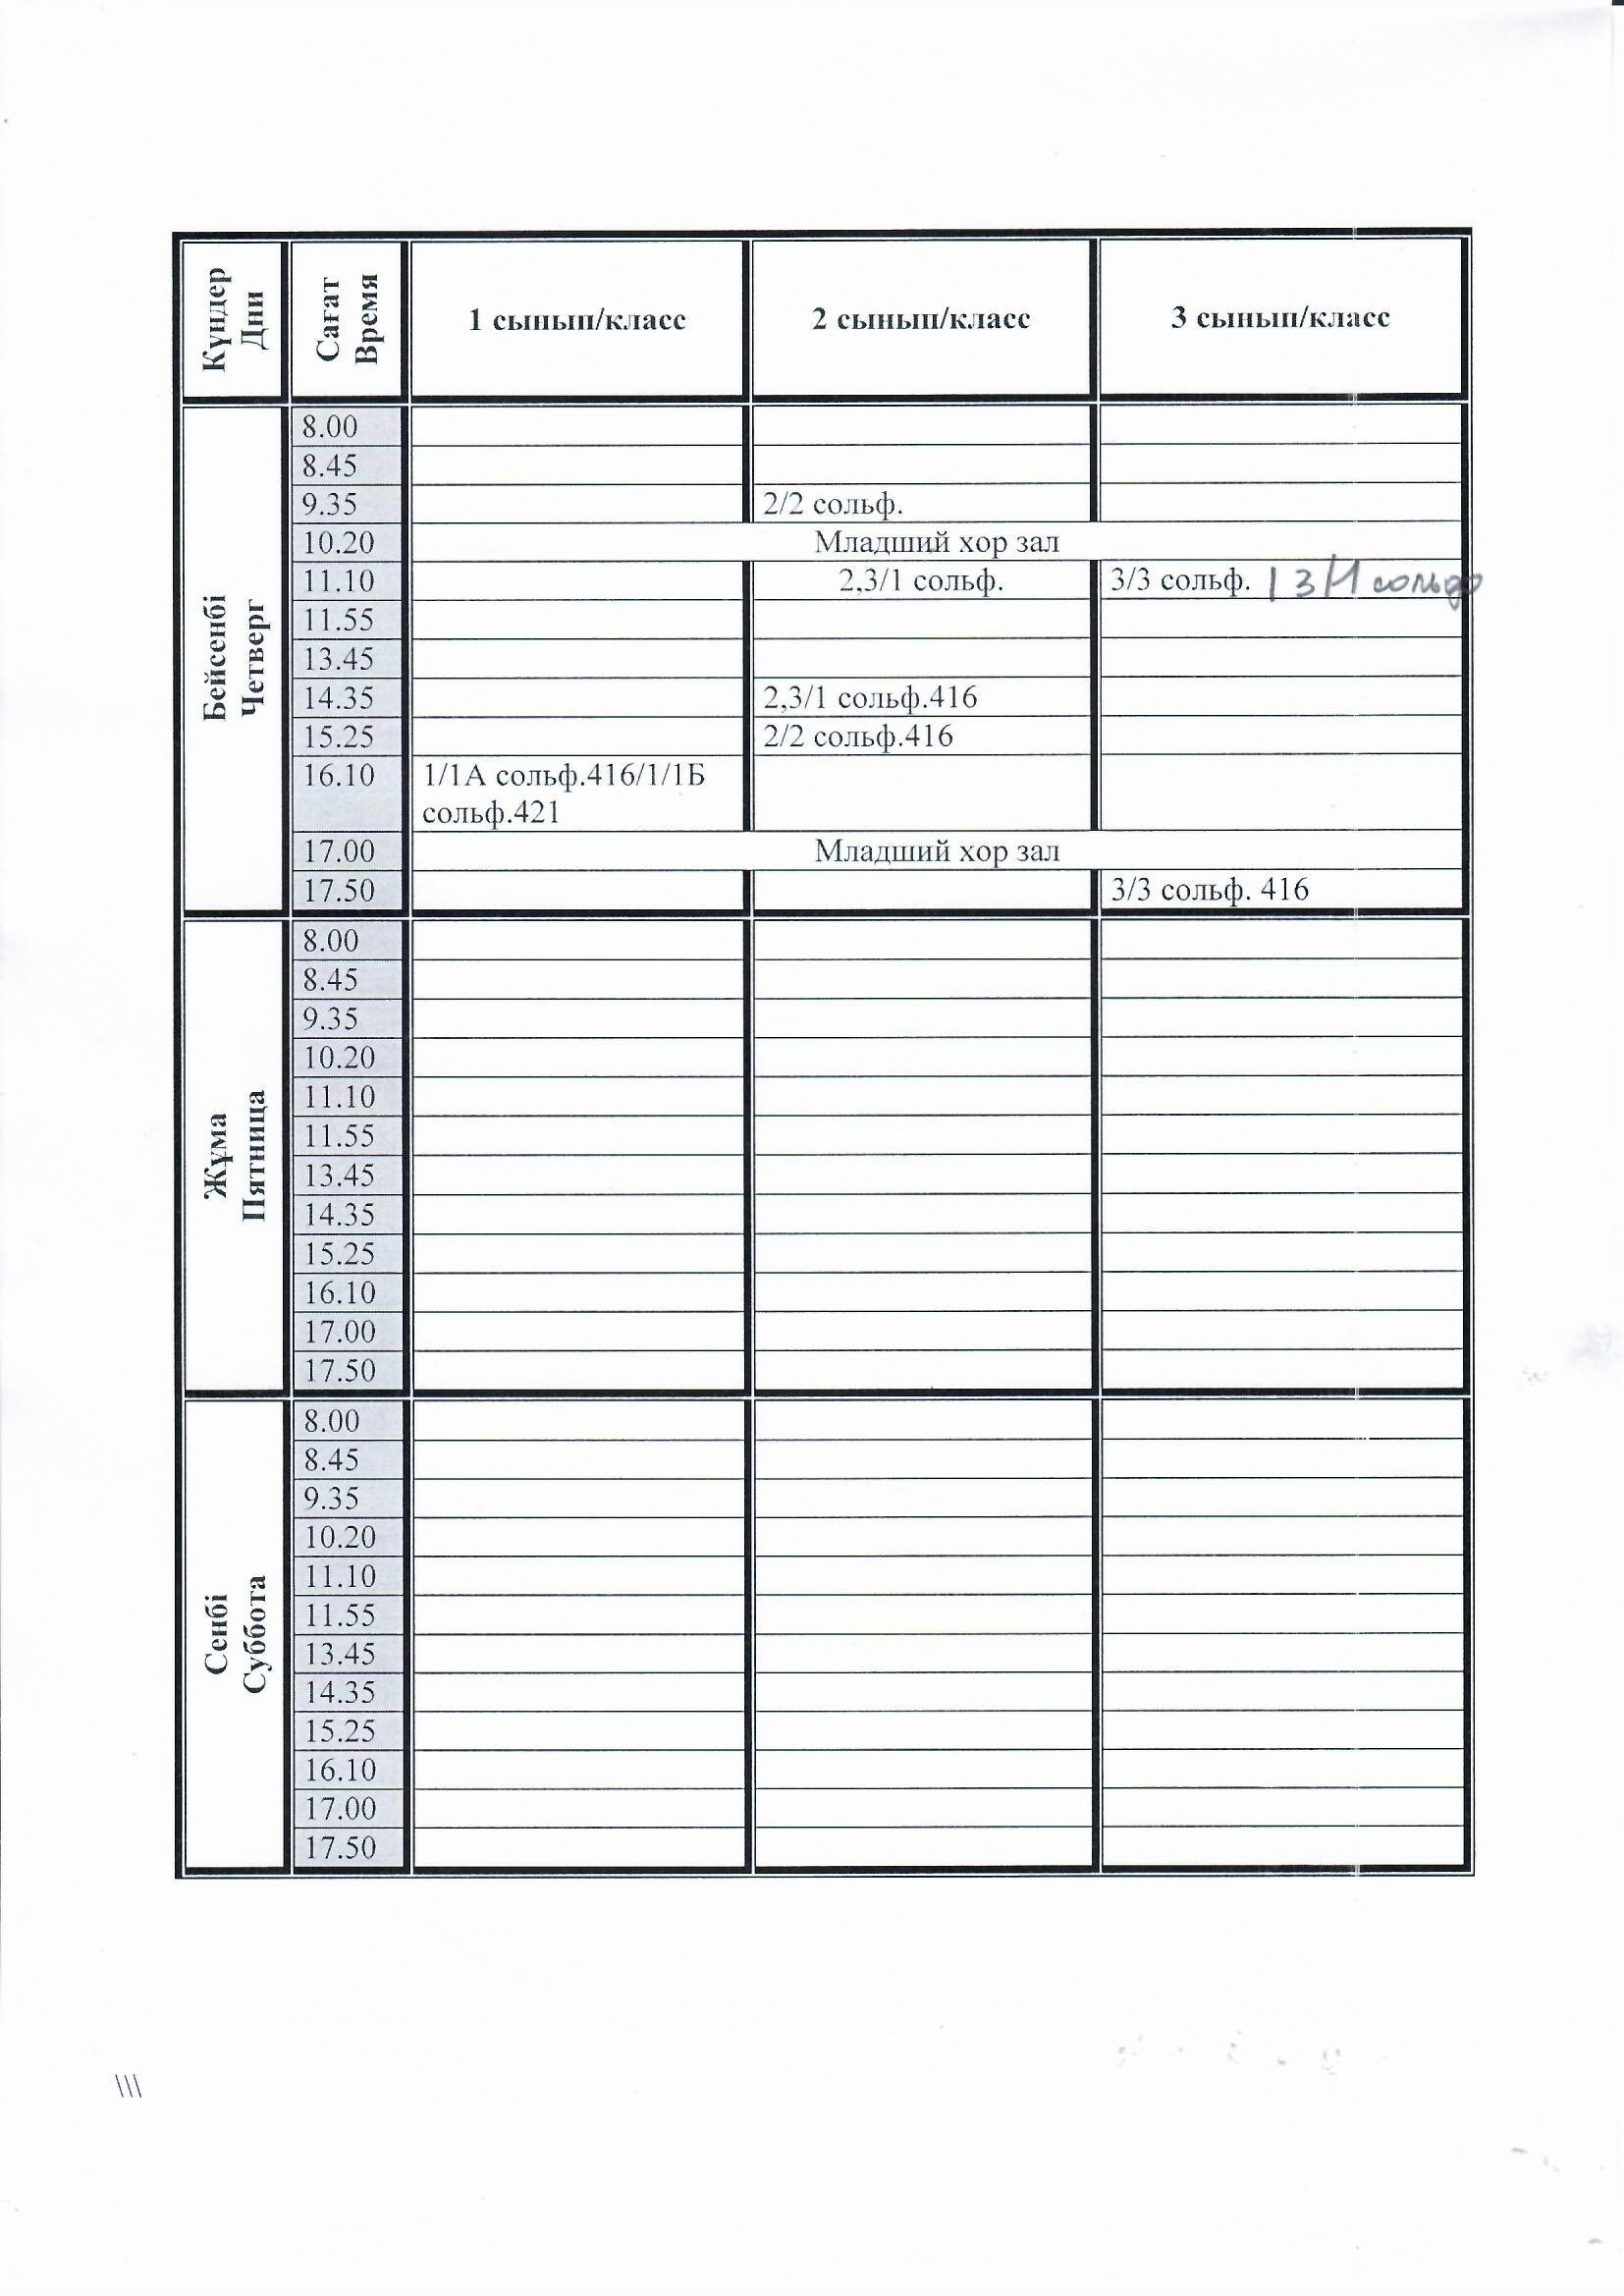 Күндер
Дни
Сағат
Время
1 сынып/класс
2 сынып/класс
3 сынып/класс
Бейсенбі
Четверг
8.00
8.45
9.35 2/2 сольф.
10.20 Младший хор зал
11.10 2,3/1 сольф. 3/3 сольф. | 3/1 сольф
11.55
13.45
14.35 2,3/1 сольф.416
15.25 2/2 сольф.416
16.10 1/1А сольф.416/1/1Б
сольф.421
17.00 Младший хор зал
17.50 3/3 сольф. 416
Жұма
Пятница
8.00
8.45
9.35
10.20
11.10
11.55
13.45
14.35
15.25
16.10
17.00
17.50
Сенбі
Суббота
8.00
8.45
9.35
10.20
11.10
11.55
13.45
14.35
15.25
16.10
17.00
17.50
\\\